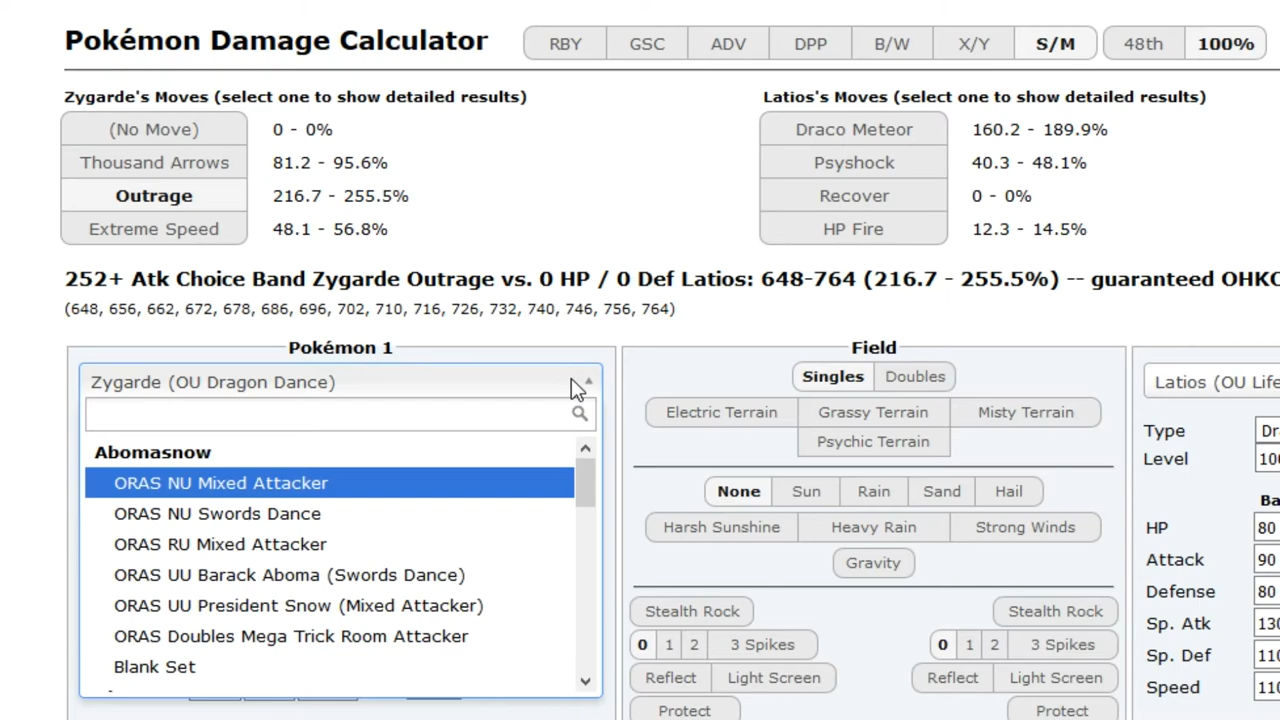 Pokémon Damage Calculator
RBY GSC ADV DPP B/W X/Y S/M 48th 100%
Zygarde's Moves (select one to show detailed results)
(No Move) 0 - 0%
Thousand Arrows 81.2 - 95.6%
Outrage 216.7 - 255.5%
Extreme Speed 48.1 - 56.8%
Latios's Moves (select one to show detailed results)
Draco Meteor 160.2 - 189.9%
Psyshock 40.3 - 48.1%
Recover 0 - 0%
HP Fire 12.3 - 14.5%
252+ Atk Choice Band Zygarde Outrage vs. 0 HP / 0 Def Latios: 648-764 (216.7 - 255.5%) -- guaranteed OHKO
(648, 656, 662, 672, 678, 686, 696, 702, 710, 716, 726, 732, 740, 746, 756, 764)
Pokémon 1
Zygarde (OU Dragon Dance)
Abomasnow
ORAS NU Mixed Attacker
ORAS NU Swords Dance
ORAS RU Mixed Attacker
ORAS UU Barack Aboma (Swords Dance)
ORAS UU President Snow (Mixed Attacker)
ORAS Doubles Mega Trick Room Attacker
Blank Set
Field
Singles Doubles
Electric Terrain Grassy Terrain Misty Terrain
Psychic Terrain
None Sun Rain Sand Hail
Harsh Sunshine Heavy Rain Strong Winds
Gravity
Stealth Rock Stealth Rock
0 1 2 3 Spikes 0 1 2 3 Spikes
Reflect Light Screen Reflect Light Screen
Protect Protect
Latios (OU Life
Type Dr
Level 100
Ba
HP 80
Attack 90
Defense 80
Sp. Atk 130
Sp. Def 110
Speed 110